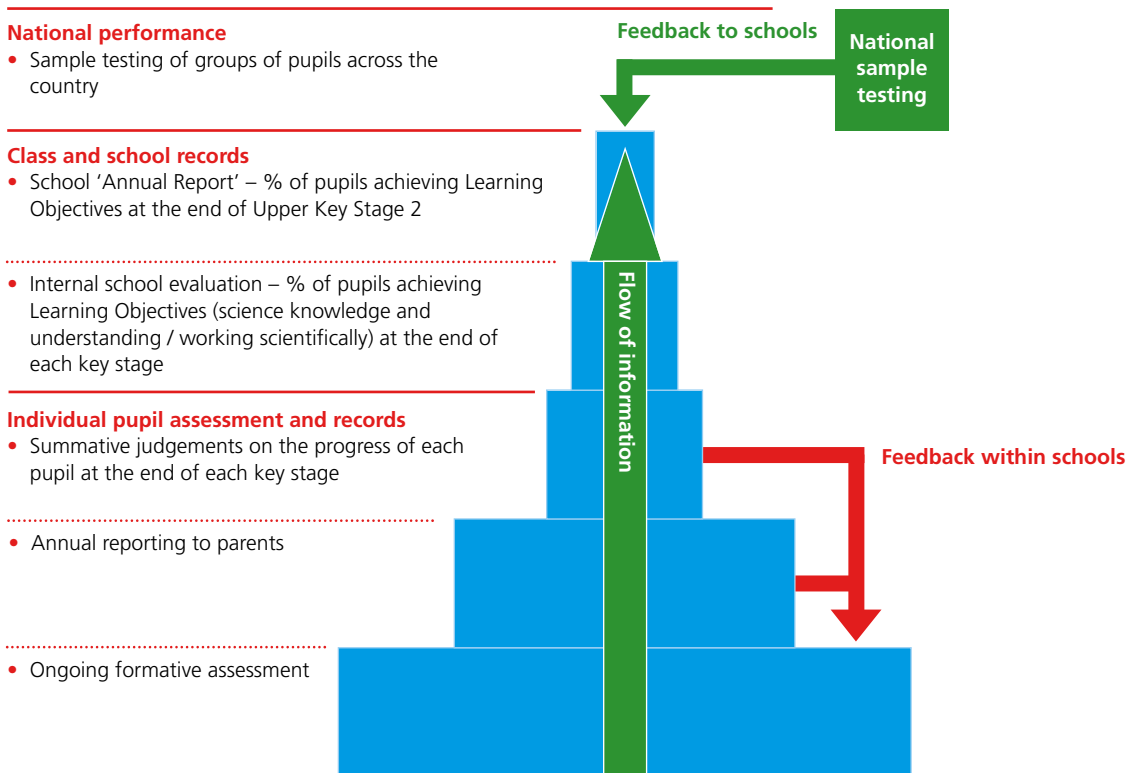 National performance
• Sample testing of groups of pupils across the
country
Feedback to schools
National
sample
testing
Class and school records
• School ‘Annual Report’ – % of pupils achieving Learning
Objectives at the end of Upper Key Stage 2
• Internal school evaluation – % of pupils achieving
Learning Objectives (science knowledge and
understanding / working scientifically) at the end of
each key stage
Flow of information
Individual pupil assessment and records
• Summative judgements on the progress of each
pupil at the end of each key stage
Feedback within schools
• Annual reporting to parents
• Ongoing formative assessment